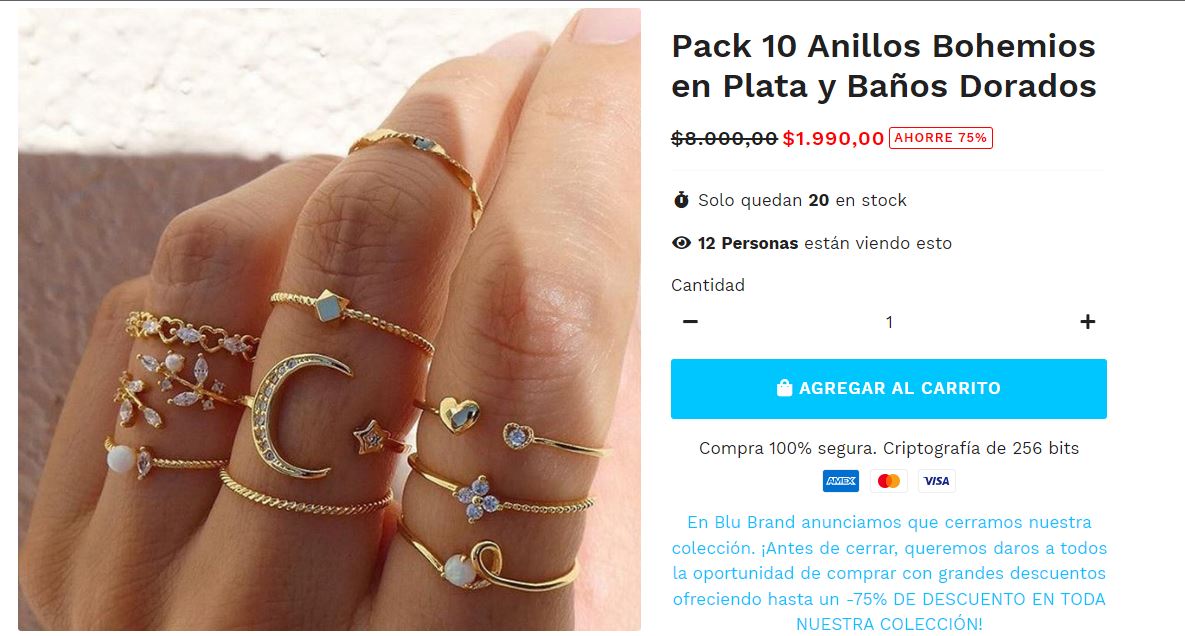 Pack 10 Anillos Bohemios
en Plata y Baños Dorados
$8.000,00 $1.990,00 AHORRE 75%
Solo quedan 20 en stock
12 Personas están viendo esto
Cantidad
− 1 +
AGREGAR AL CARRITO
Compra 100% segura. Criptografía de 256 bits
AMEX VISA
En Blu Brand anunciamos que cerramos nuestra
colección. ¡Antes de cerrar, queremos daros a todos
la oportunidad de comprar con grandes descuentos
ofreciendo hasta un -75% DE DESCUENTO EN TODA
NUESTRA COLECCIÓN!